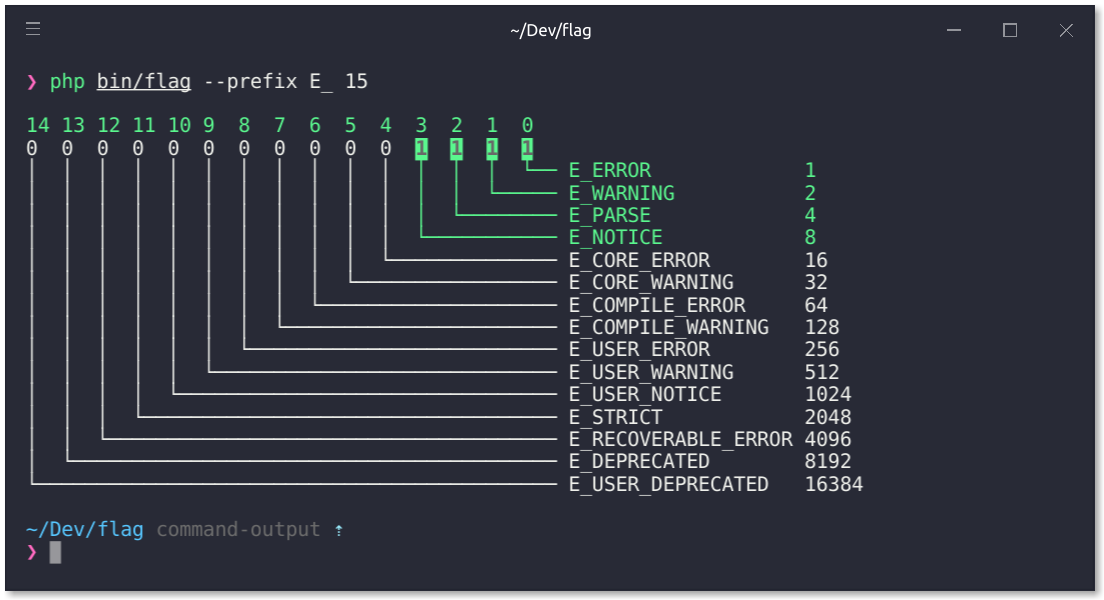 ~/Dev/flag
❯ php bin/flag --prefix E_ 15
14 13 12 11 10 9 8 7 6 5 4 3 2 1 0
0 0 0 0 0 0 0 0 0 0 0 1 1 1 1
E_ERROR 1
E_WARNING 2
E_PARSE 4
E_NOTICE 8
E_CORE_ERROR 16
E_CORE_WARNING 32
E_COMPILE_ERROR 64
E_COMPILE_WARNING 128
E_USER_ERROR 256
E_USER_WARNING 512
E_USER_NOTICE 1024
E_STRICT 2048
E_RECOVERABLE_ERROR 4096
E_DEPRECATED 8192
E_USER_DEPRECATED 16384
~/Dev/flag command-output ⇡
❯